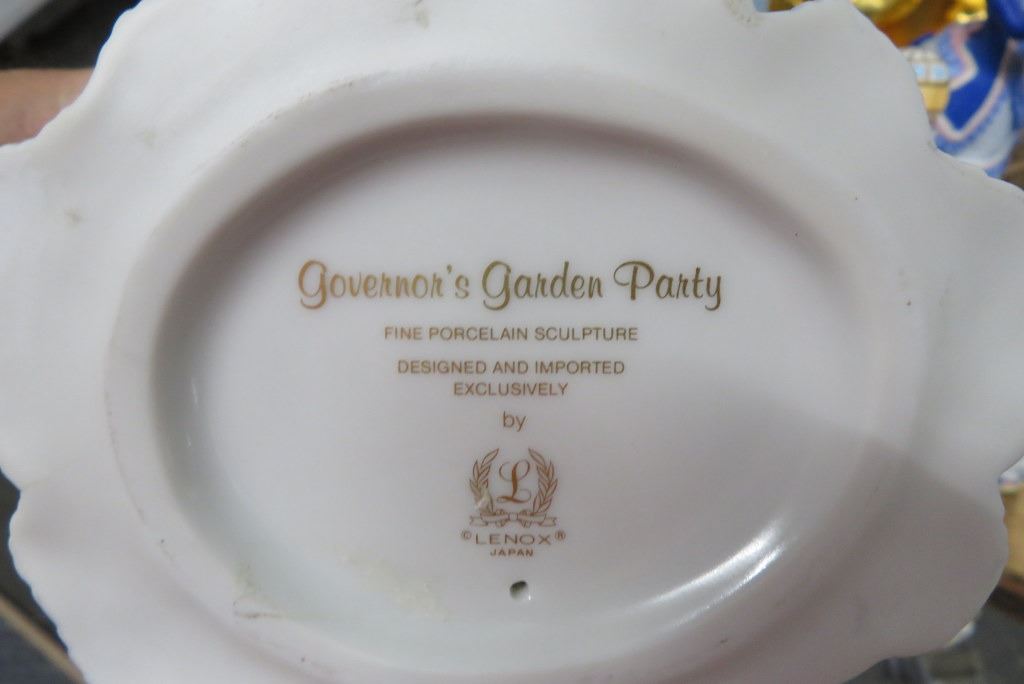 Governor's Garden Party
FINE PORCELAIN SCULPTURE
DESIGNED AND IMPORTED
EXCLUSIVELY
by
L
©LENOX®
JAPAN